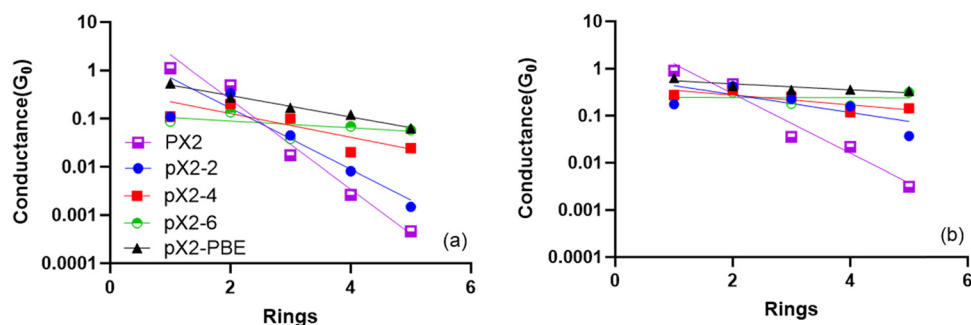 Conductance(G0)
10
1
0.1
0.01
0.001
0.0001
PX2
pX2-2
pX2-4
pX2-6
pX2-PBE
(a)
0 2 4 6
Rings
Conductance(G0)
10
1
0.1
0.01
0.001
0.0001
(b)
0 2 4 6
Rings